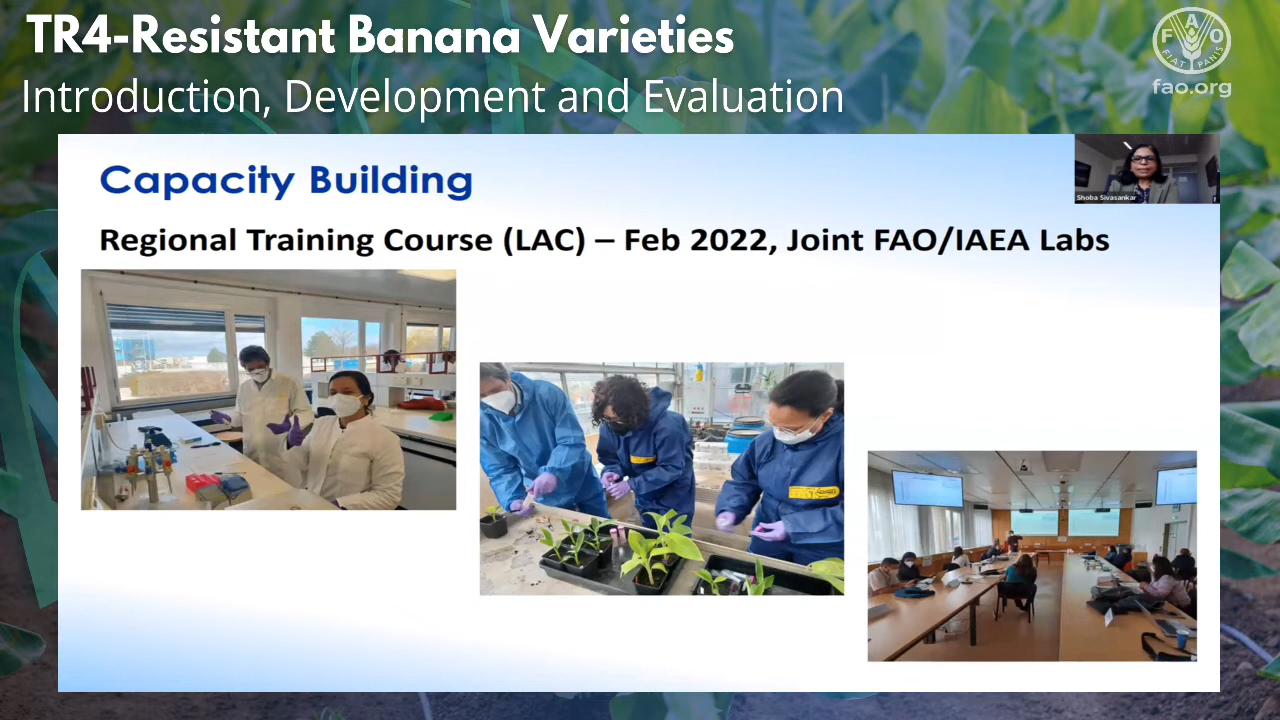 TR4-Resistant Banana Varieties
Introduction, Development and Evaluation
F A O
FIAT PANIS
fao.org
Capacity Building
Shoba Sivasankar
Regional Training Course (LAC) – Feb 2022, Joint FAO/IAEA Labs